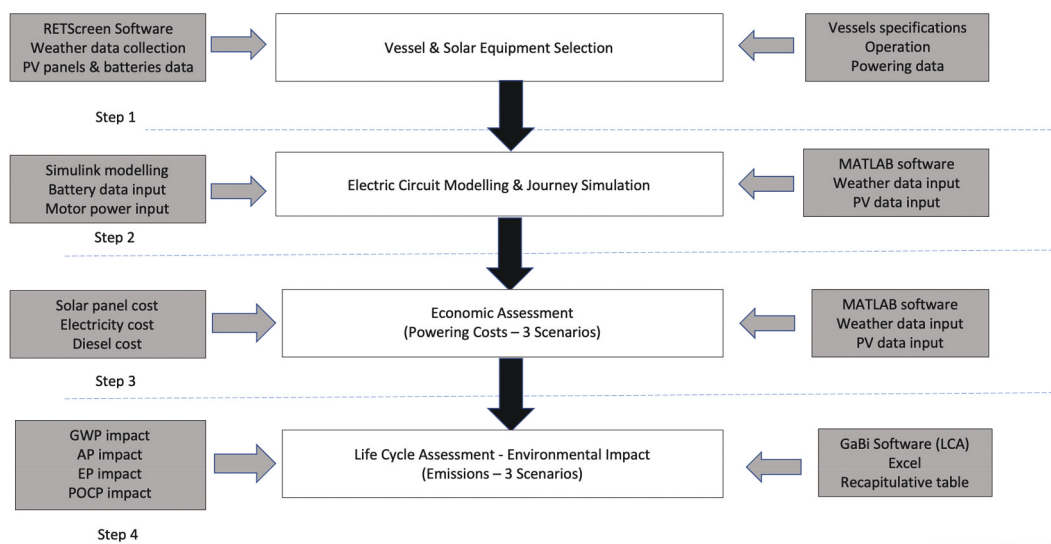 RETScreen Software
Weather data collection
PV panels & batteries data
Vessel & Solar Equipment Selection
Vessels specifications
Operation
Powering data
Step 1
Simulink modelling
Battery data input
Motor power input
Electric Circuit Modelling & Journey Simulation
MATLAB software
Weather data input
PV data input
Step 2
Solar panel cost
Electricity cost
Diesel cost
Economic Assessment
(Powering Costs – 3 Scenarios)
MATLAB software
Weather data input
PV data input
Step 3
GWP impact
AP impact
EP impact
POCP impact
Life Cycle Assessment - Environmental Impact
(Emissions – 3 Scenarios)
GaBi Software (LCA)
Excel
Recapitulative table
Step 4